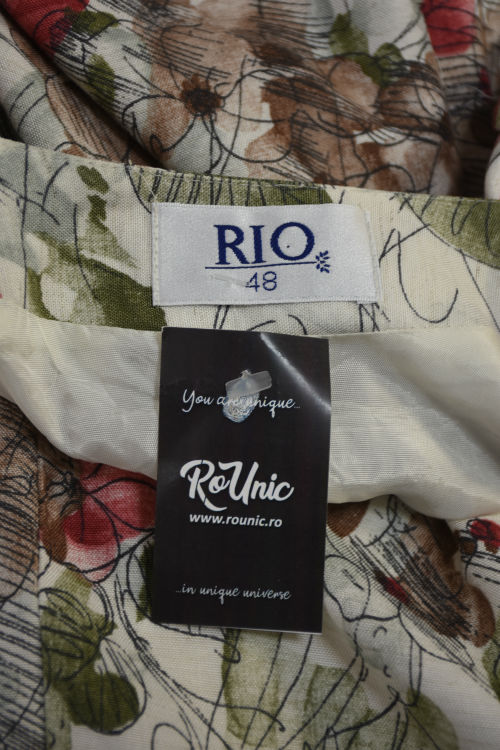 RIO
48
You are unique...
RoUnic
www.rounic.ro
...in unique universe